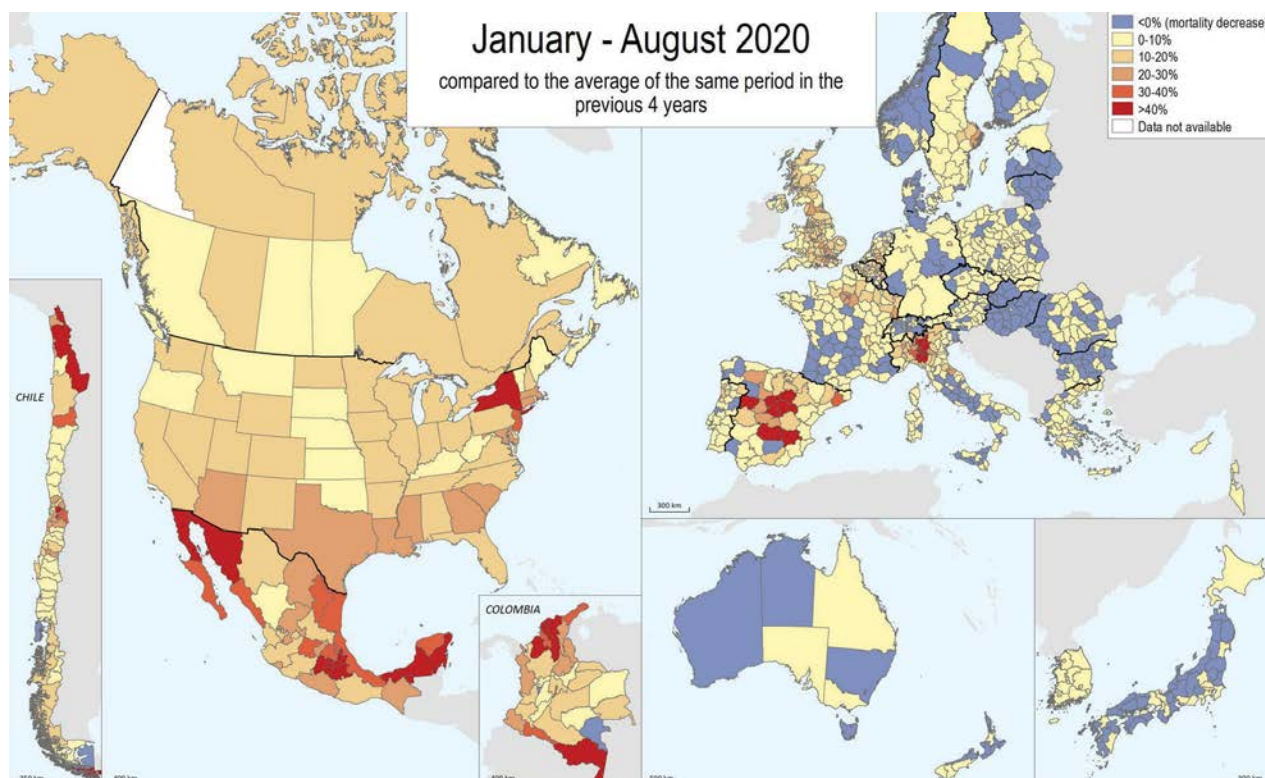 January - August 2020
compared to the average of the same period in the
previous 4 years
<0% (mortality decrease
0-10%
10-20%
20-30%
30-40%
>40%
Data not available
CHILE
COLOMBIA
300 km